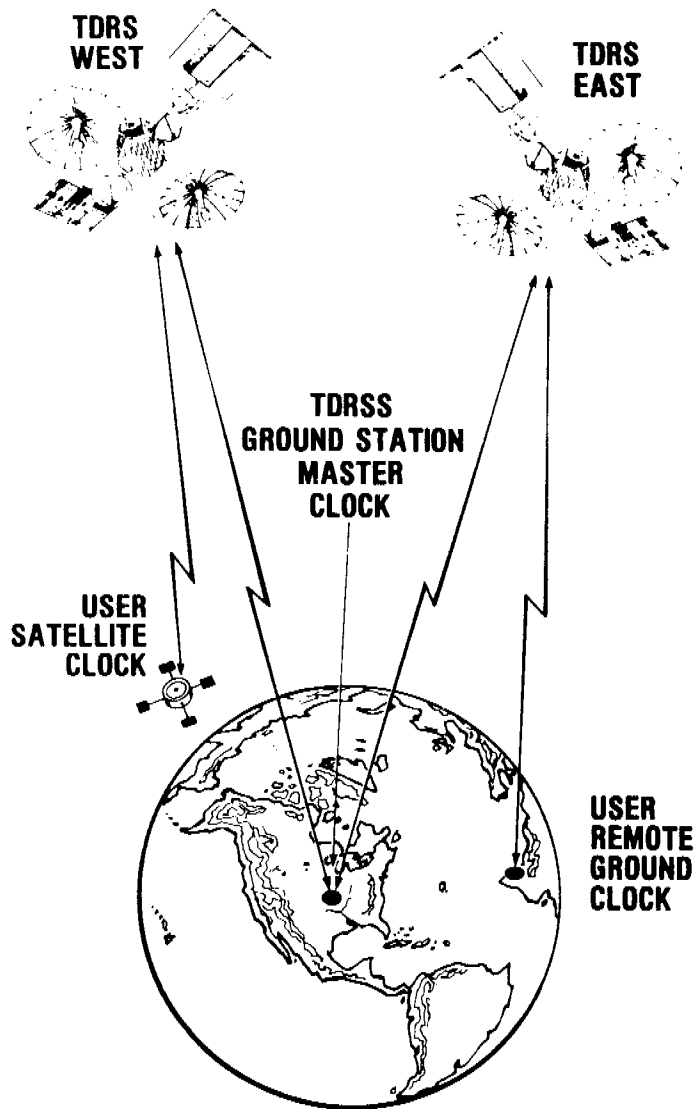 TDRS
WEST
TDRS
EAST
TDRSS
GROUND STATION
MASTER
CLOCK
USER
SATELLITE
CLOCK
USER
REMOTE
GROUND
CLOCK